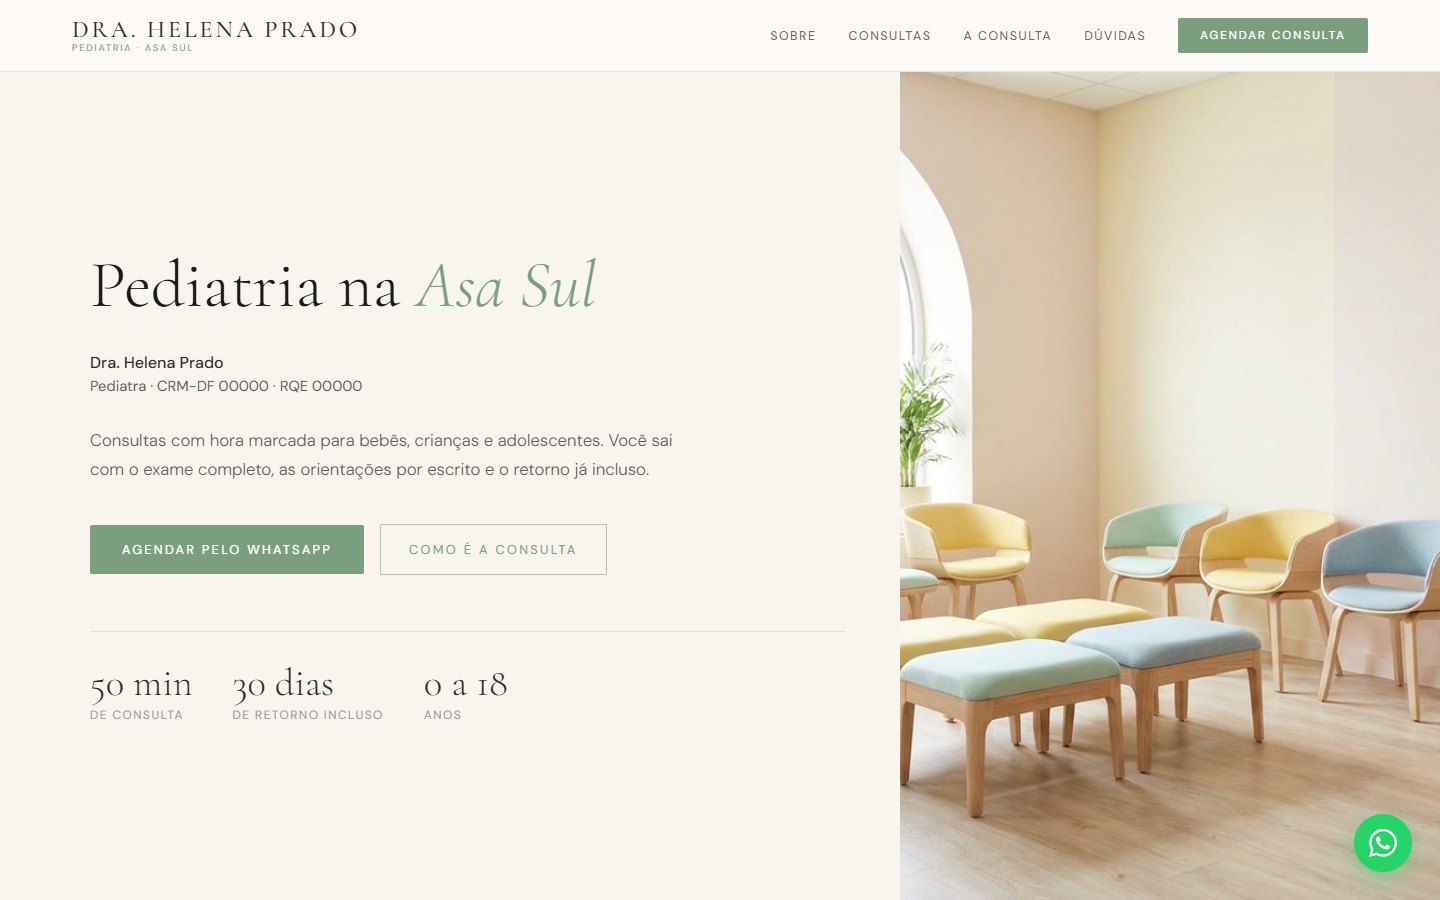 DRA. HELENA PRADO
PEDIATRIA · ASA SUL
SOBRE
CONSULTAS
A CONSULTA
DÚVIDAS
AGENDAR CONSULTA
Pediatria na Asa Sul
Dra. Helena Prado
Pediatra · CRM-DF 00000 · RQE 00000
Consultas com hora marcada para bebês, crianças e adolescentes. Você sai
com o exame completo, as orientações por escrito e o retorno já incluso.
AGENDAR PELO WHATSAPP
COMO É A CONSULTA
50 min
DE CONSULTA
30 dias
DE RETORNO INCLUSO
0 a 18
ANOS